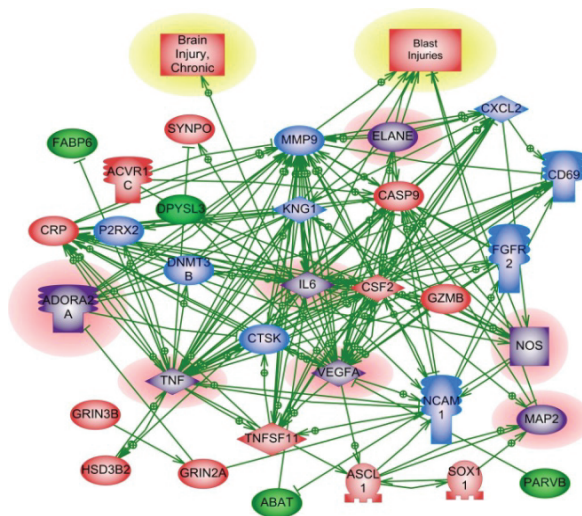 Brain
Injury,
Chronic
Blast
Injuries
SYNPO
CXCL2
FABP6
MMP9
ELANE
ACVR1
C
CD69
DPYSL3
KNG1
CASP9
CRP
P2RX2
FGFR
2
DNMT3
B
IL6
CSF2
GZMB
ADORA2
A
CTSK
NOS
TNF
VEGFA
NCAM
1
MAP2
GRIN3B
TNFSF11
HSD3B2
GRIN2A
ASCL
1
SOX1
1
PARVB
ABAT